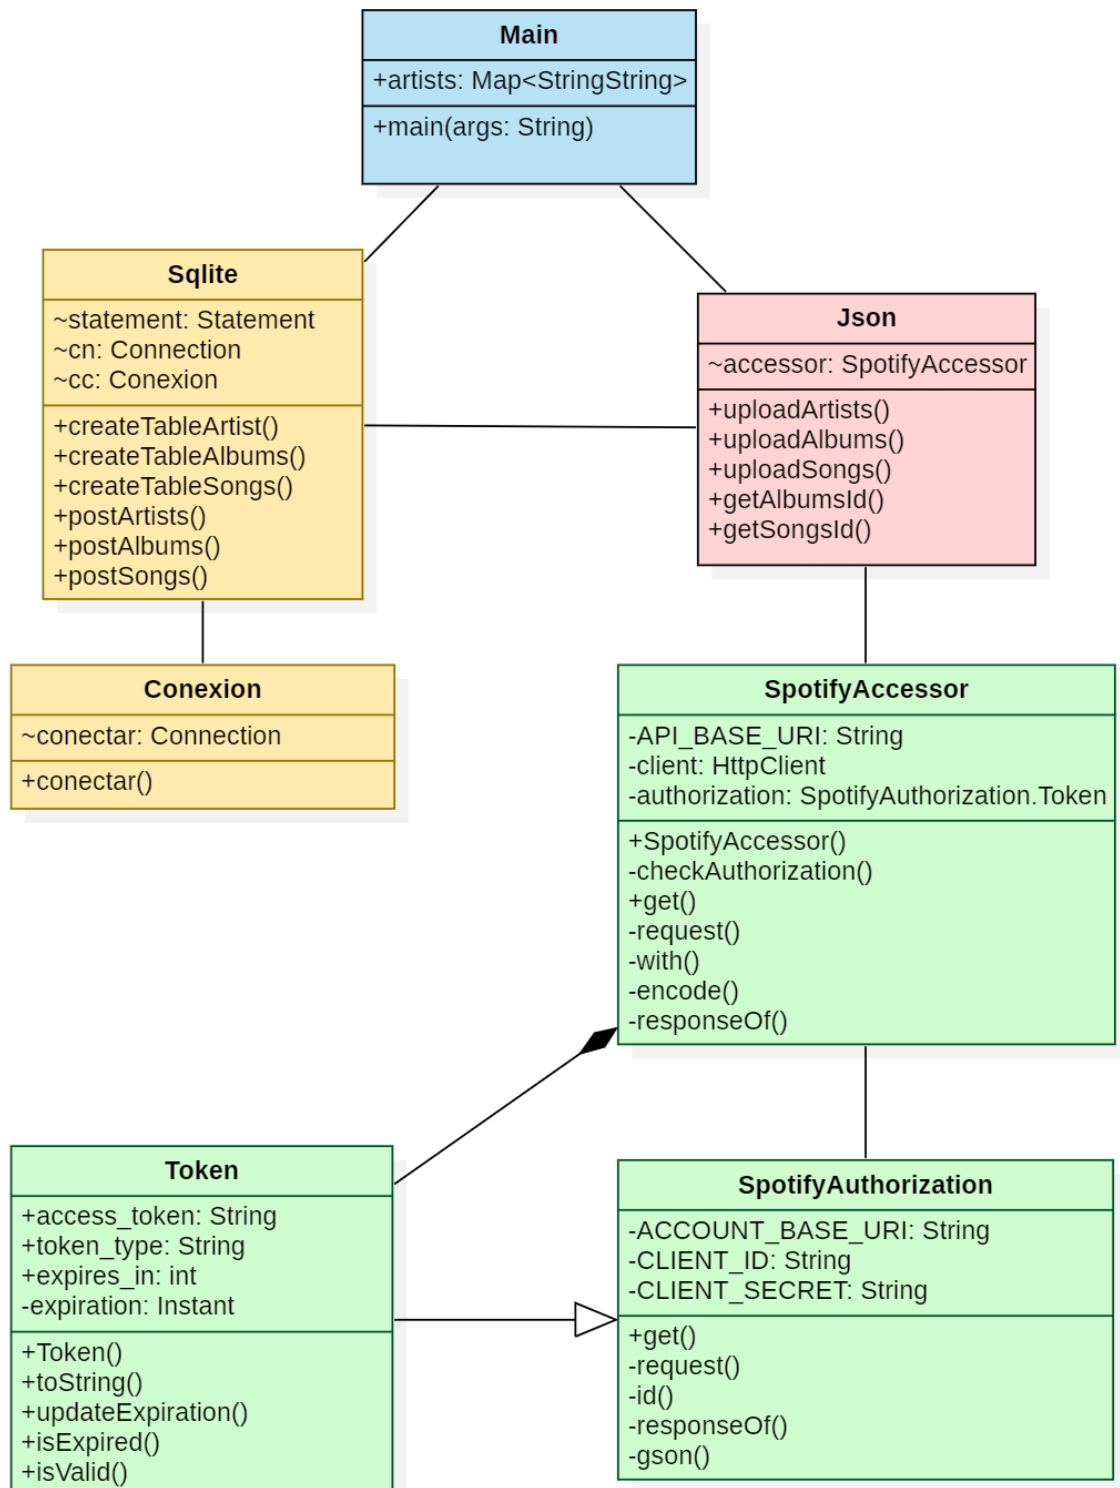 Main
+artists: Map<StringString>
+main(args: String)
Sqlite
~statement: Statement
~cn: Connection
~cc: Conexion
+createTableArtist()
+createTableAlbums()
+createTableSongs()
+postArtists()
+postAlbums()
+postSongs()
Json
~accessor: SpotifyAccessor
+uploadArtists()
+uploadAlbums()
+uploadSongs()
+getAlbumsId()
+getSongsId()
Conexion
~conectar: Connection
+conectar()
SpotifyAccessor
-API_BASE_URI: String
-client: HttpClient
-authorization: SpotifyAuthorization.Token
+SpotifyAccessor()
-checkAuthorization()
+get()
-request()
-with()
-encode()
-responseOf()
Token
+access_token: String
+token_type: String
+expires_in: int
-expiration: Instant
+Token()
+toString()
+updateExpiration()
+isExpired()
+isValid()
SpotifyAuthorization
-ACCOUNT_BASE_URI: String
-CLIENT_ID: String
-CLIENT_SECRET: String
+get()
-request()
-id()
-responseOf()
-gson()